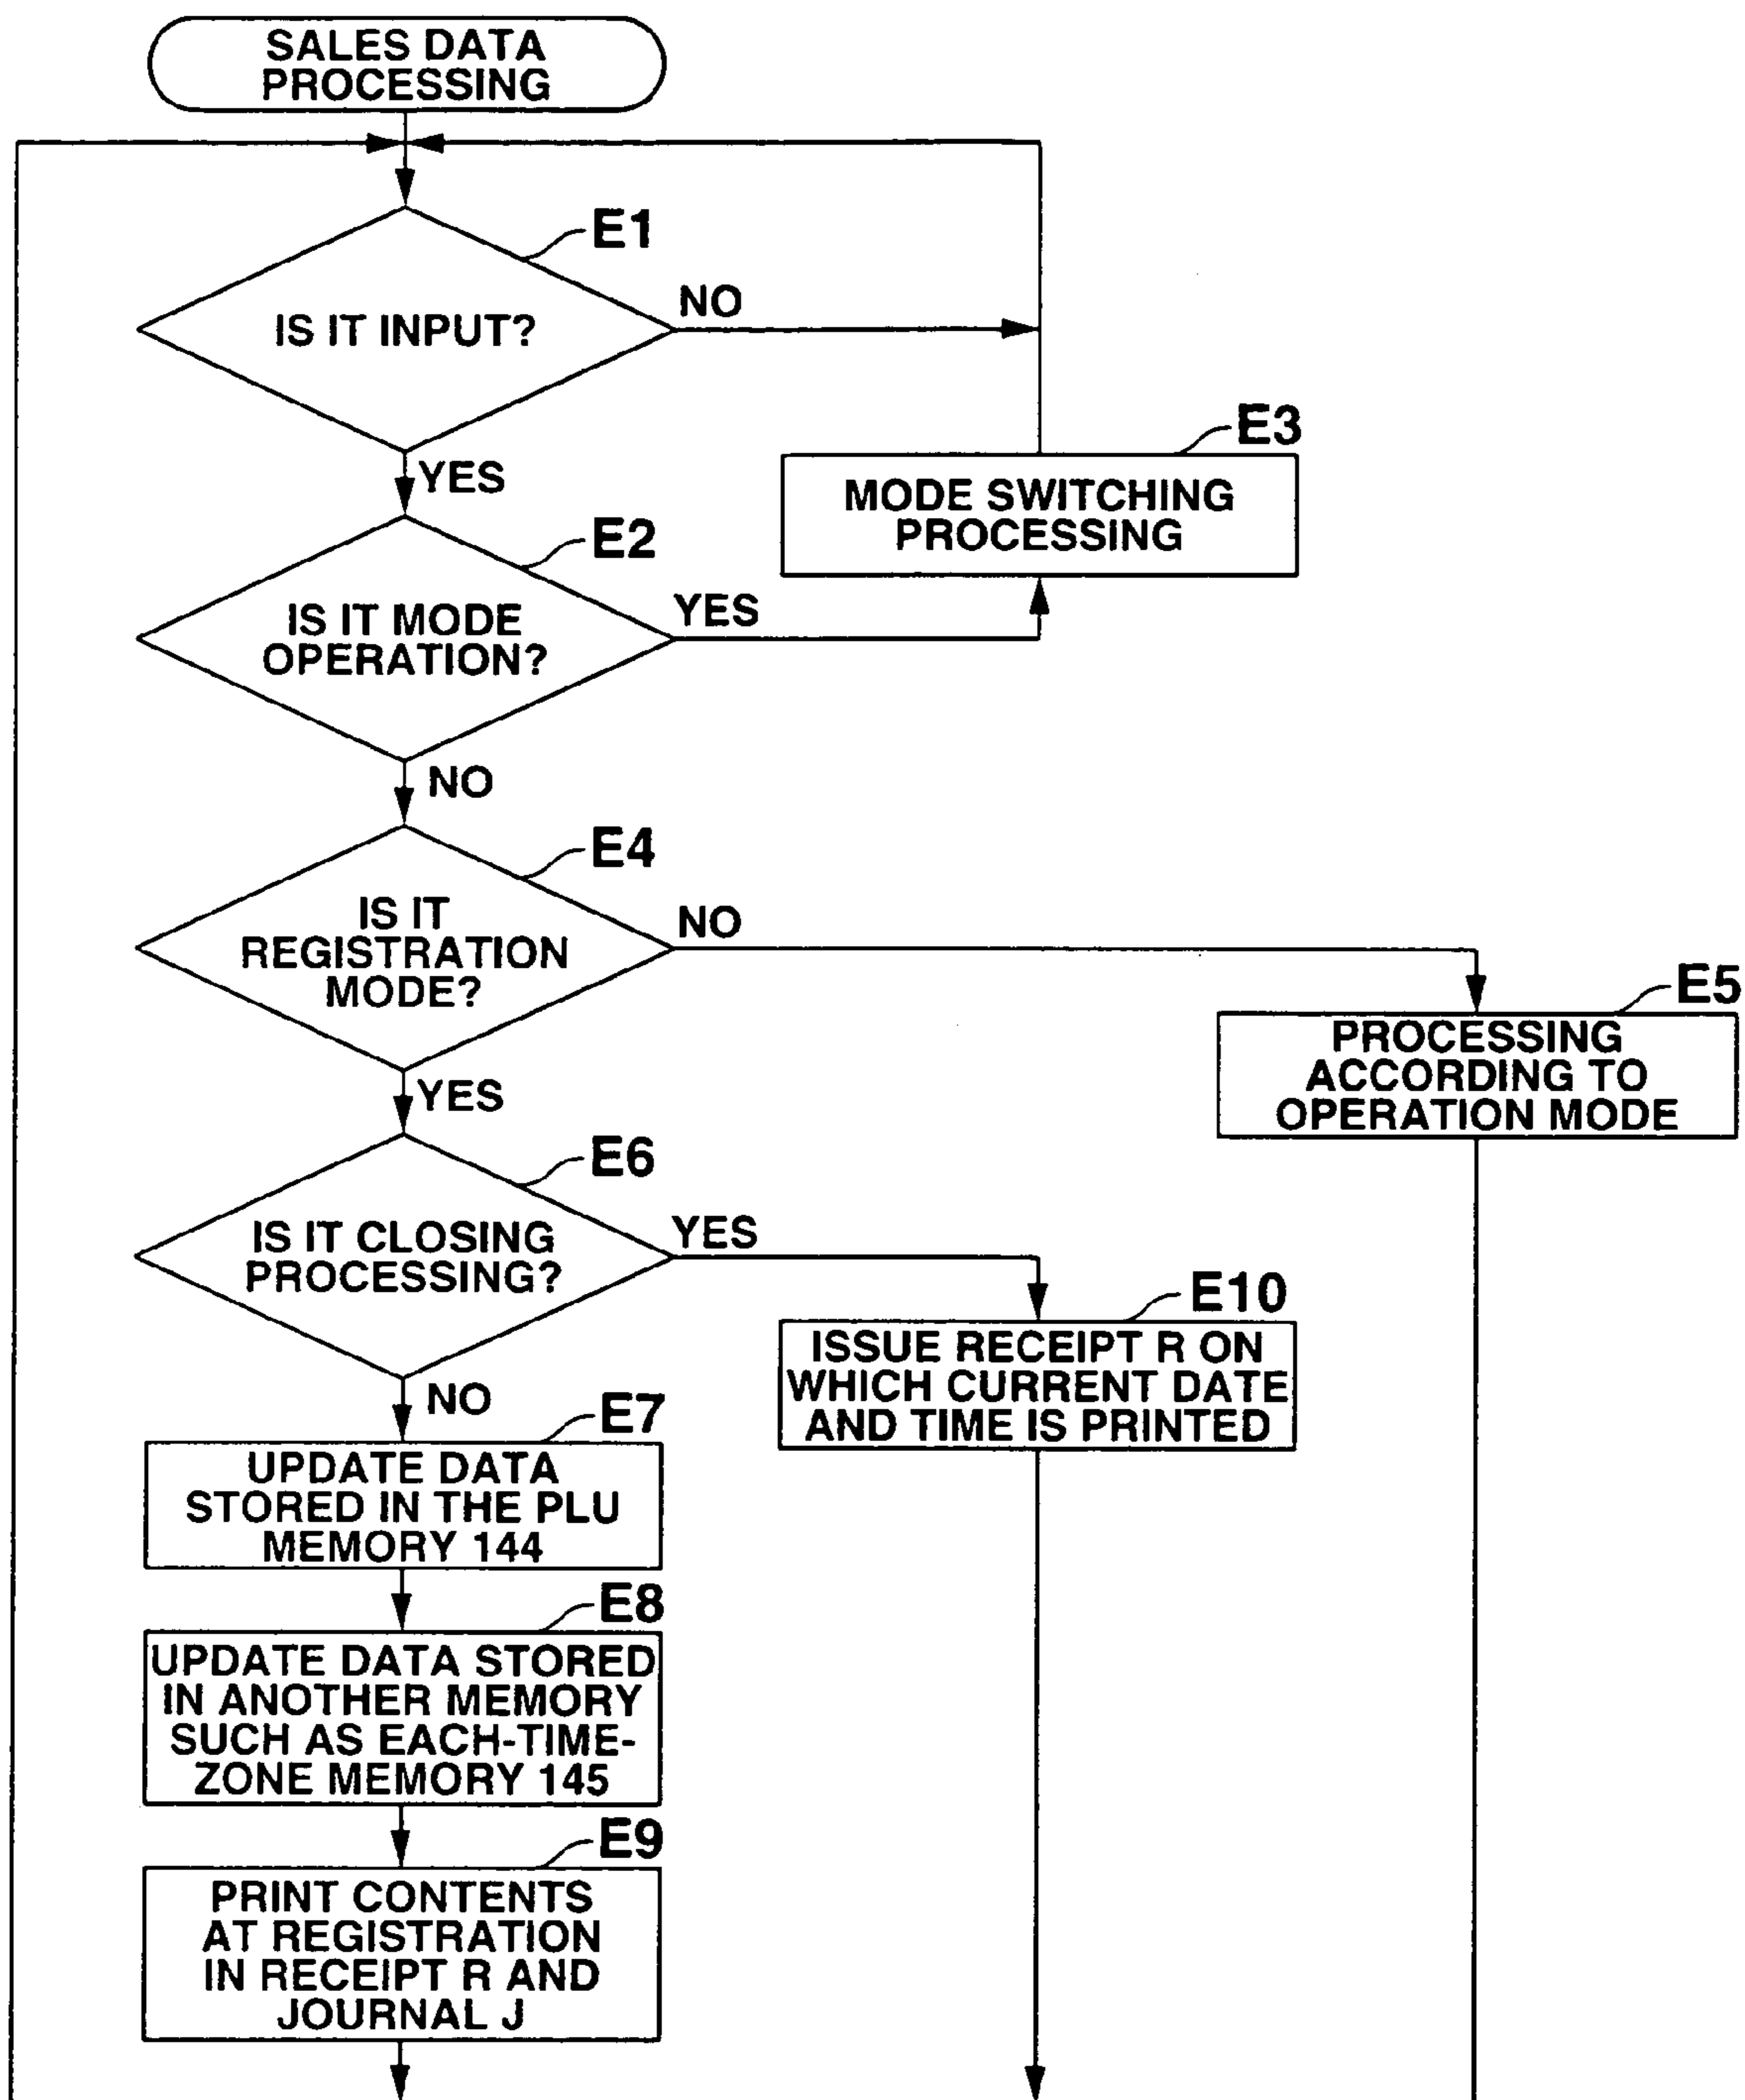 SALES DATA
PROCESSING
E1
IS IT INPUT?
NO
YES
E3
MODE SWITCHING
PROCESSING
E2
IS IT MODE
OPERATION?
YES
NO
E4
IS IT
REGISTRATION
MODE?
NO
YES
E5
PROCESSING
ACCORDING TO
OPERATION MODE
E6
IS IT CLOSING
PROCESSING?
YES
NO
E10
ISSUE RECEIPT R ON
WHICH CURRENT DATE
AND TIME IS PRINTED
E7
UPDATE DATA
STORED IN THE PLU
MEMORY 144
E8
UPDATE DATA STORED
IN ANOTHER MEMORY
SUCH AS EACH-TIME-
ZONE MEMORY 145
E9
PRINT CONTENTS
AT REGISTRATION
IN RECEIPT R AND
JOURNAL J